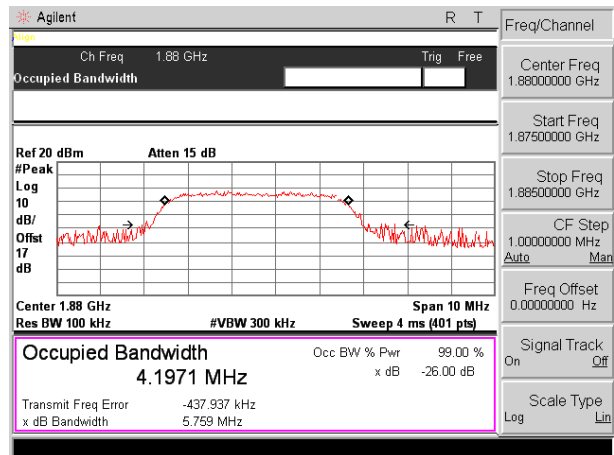 Agilent R T
Align
Ch Freq 1.88 GHz Trig Free
Occupied Bandwidth
Ref 20 dBm Atten 15 dB
#Peak
Log
10
dB/
Offst
17
dB
Center 1.88 GHz Span 10 MHz
Res BW 100 kHz #VBW 300 kHz Sweep 4 ms (401 pts)
Occupied Bandwidth Occ BW % Pwr 99.00 %
4.1971 MHz x dB -26.00 dB
Transmit Freq Error -437.937 kHz
x dB Bandwidth 5.759 MHz
Freq/Channel
Center Freq
1.88000000 GHz
Start Freq
1.87500000 GHz
Stop Freq
1.88500000 GHz
CF Step
1.00000000 MHz
Auto Man
Freq Offset
0.00000000 Hz
Signal Track
On Off
Scale Type
Log Lin